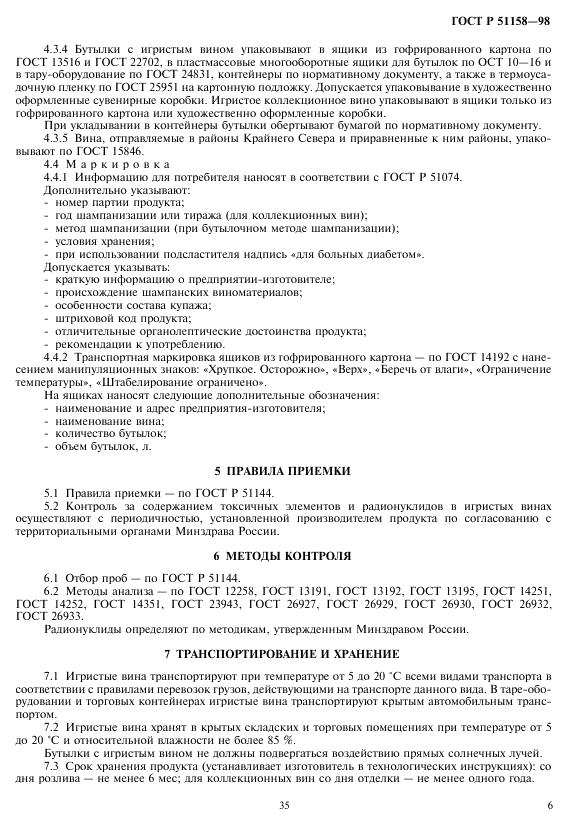 ГОСТ Р 51158—98
4.3.4 Бутылки с игристым вином упаковывают в ящики из гофрированного картона по
ГОСТ 13516 и ГОСТ 22702, в пластмассовые многооборотные ящики для бутылок по ОСТ 10—16 и
в тару-оборудование по ГОСТ 24831, контейнеры по нормативному документу, а также в термоуса-
дочную пленку по ГОСТ 25951 на картонную подложку. Допускается упаковывание в художественно
оформленные сувенирные коробки. Игристое коллекционное вино упаковывают в ящики только из
гофрированного картона или художественно оформленные коробки.
При укладывании в контейнеры бутылки обертывают бумагой по нормативному документу.
4.3.5 Вина, отправляемые в районы Крайнего Севера и приравненные к ним районы, упако-
вывают по ГОСТ 15846.
4.4 Маркировка
4.4.1 Информацию для потребителя наносят в соответствии с ГОСТ Р 51074.
Дополнительно указывают:
- номер партии продукта;
- год шампанизации или тиража (для коллекционных вин);
- метод шампанизации (при бутылочном методе шампанизации);
- условия хранения;
- при использовании подсластителя надпись «для больных диабетом».
Допускается указывать:
- краткую информацию о предприятии-изготовителе;
- происхождение шампанских виноматериалов;
- особенности состава купажа;
- штриховой код продукта;
- отличительные органолептические достоинства продукта;
- рекомендации к употреблению.
4.4.2 Транспортная маркировка ящиков из гофрированного картона — по ГОСТ 14192 с нане-
сением манипуляционных знаков: «Хрупкое. Осторожно», «Верх», «Беречь от влаги», «Ограничение
температуры», «Штабелирование ограничено».
На ящиках наносят следующие дополнительные обозначения:
- наименование и адрес предприятия-изготовителя;
- наименование вина;
- количество бутылок;
- объем бутылок, л.
5 ПРАВИЛА ПРИЕМКИ
5.1 Правила приемки — по ГОСТ Р 51144.
5.2 Контроль за содержанием токсичных элементов и радионуклидов в игристых винах
осуществляют с периодичностью, установленной производителем продукта по согласованию с
территориальными органами Минздрава России.
6 МЕТОДЫ КОНТРОЛЯ
6.1 Отбор проб — по ГОСТ Р 51144.
6.2 Методы анализа — по ГОСТ 12258, ГОСТ 13191, ГОСТ 13192, ГОСТ 13195, ГОСТ 14251,
ГОСТ 14252, ГОСТ 14351, ГОСТ 23943, ГОСТ 26927, ГОСТ 26929, ГОСТ 26930, ГОСТ 26932,
ГОСТ 26933.
Радионуклиды определяют по методикам, утвержденным Минздравом России.
7 ТРАНСПОРТИРОВАНИЕ И ХРАНЕНИЕ
7.1 Игристые вина транспортируют при температуре от 5 до 20 °С всеми видами транспорта в
соответствии с правилами перевозок грузов, действующими на транспорте данного вида. В таре-обо-
рудовании и торговых контейнерах игристые вина транспортируют крытым автомобильным транс-
портом.
7.2 Игристые вина хранят в крытых складских и торговых помещениях при температуре от 5
до 20 °С и относительной влажности не более 85 %.
Бутылки с игристым вином не должны подвергаться воздействию прямых солнечных лучей.
7.3 Срок хранения продукта (устанавливает изготовитель в технологических инструкциях): со
дня розлива — не менее 6 мес; для коллекционных вин со дня отделки — не менее одного года.
35
6